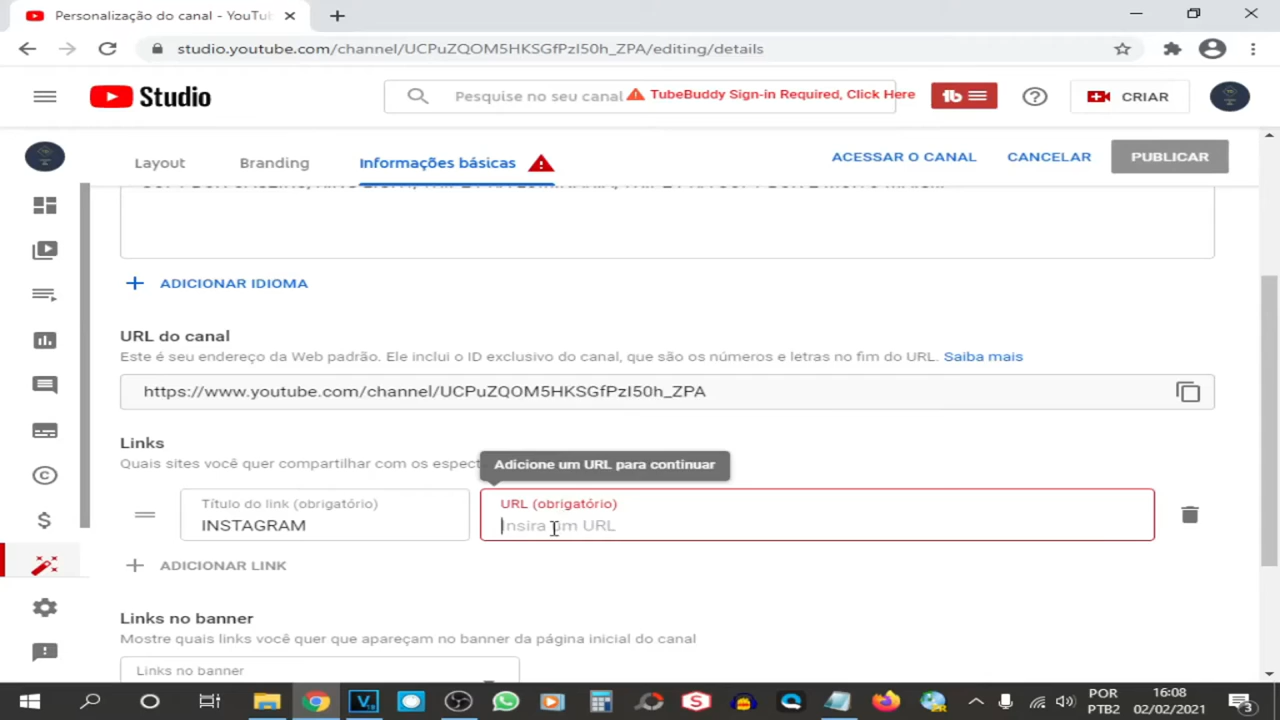 Personalização do canal - YouTu
studio.youtube.com/channel/UCPuZQOM5HKSGfPzI50h_ZPA/editing/details
Studio
Pesquise no seu canal
TubeBuddy Sign-in Required, Click Here
tb
CRIAR
Layout
Branding
Informações básicas
ACESSAR O CANAL
CANCELAR
PUBLICAR
ADICIONAR IDIOMA
URL do canal
Este é seu endereço da Web padrão. Ele inclui o ID exclusivo do canal, que são os números e letras no fim do URL. Saiba mais
https://www.youtube.com/channel/UCPuZQOM5HKSGfPzI50h_ZPA
Links
Quais sites você quer compartilhar com os espect
Adicione um URL para continuar
Título do link (obrigatório)
INSTAGRAM
URL (obrigatório)
Insira um URL
ADICIONAR LINK
Links no banner
Mostre quais links você quer que apareçam no banner da página inicial do canal
Links no banner
POR
PTB2
16:08
02/02/2021
3